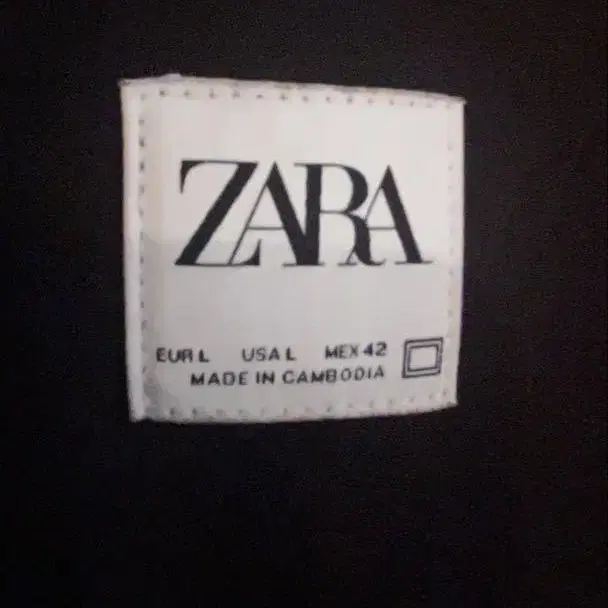 ZARA
EUR L USA L MEX 42
MADE IN CAMBODIA